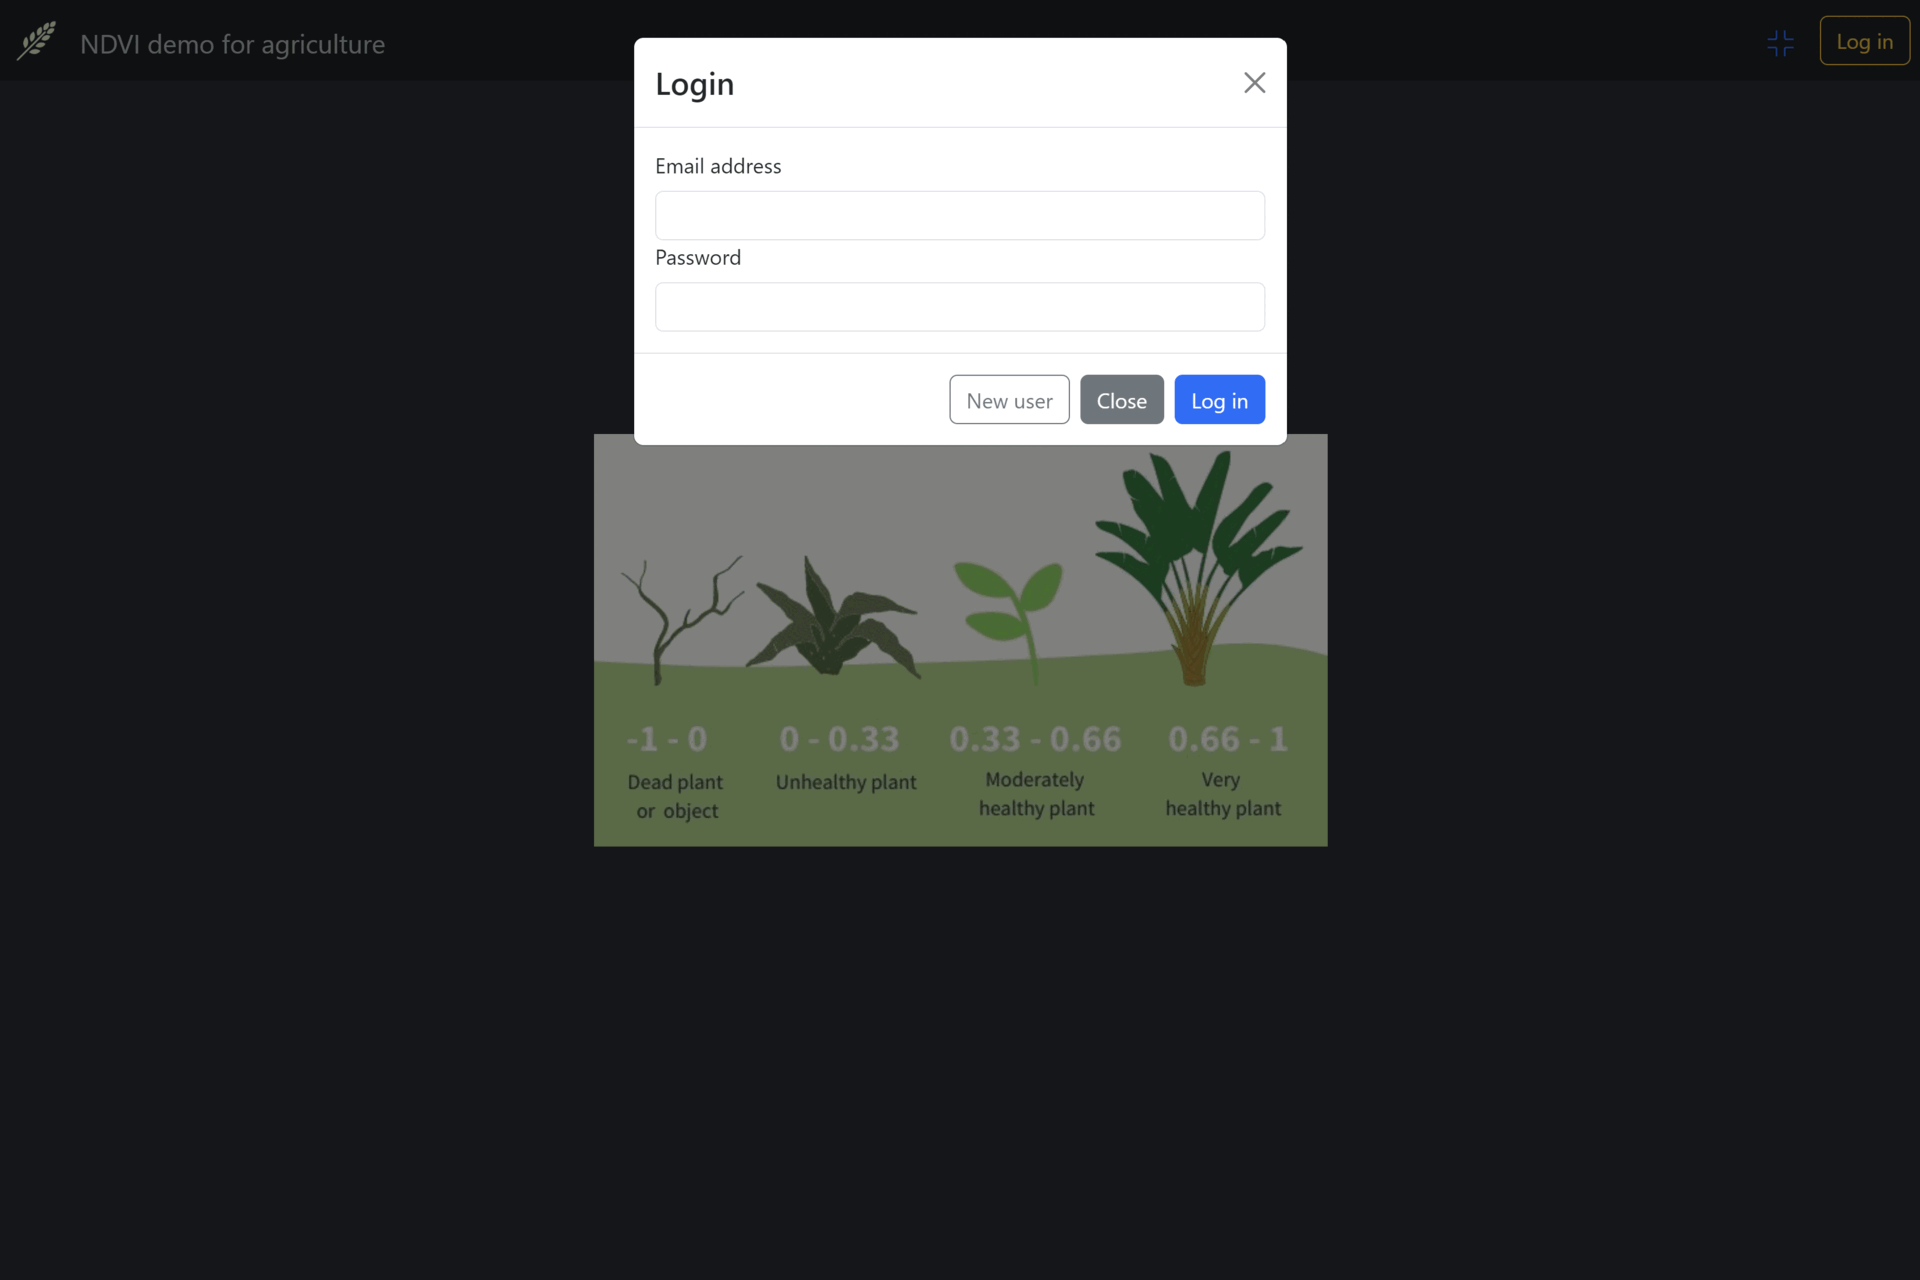 NDVI demo for agriculture
Log in
Login
Email address
Password
New user
Close
Log in
-1 - 0
0 - 0.33
0.33 - 0.66
0.66 - 1
Dead plant
or object
Unhealthy plant
Moderately
healthy plant
Very
healthy plant